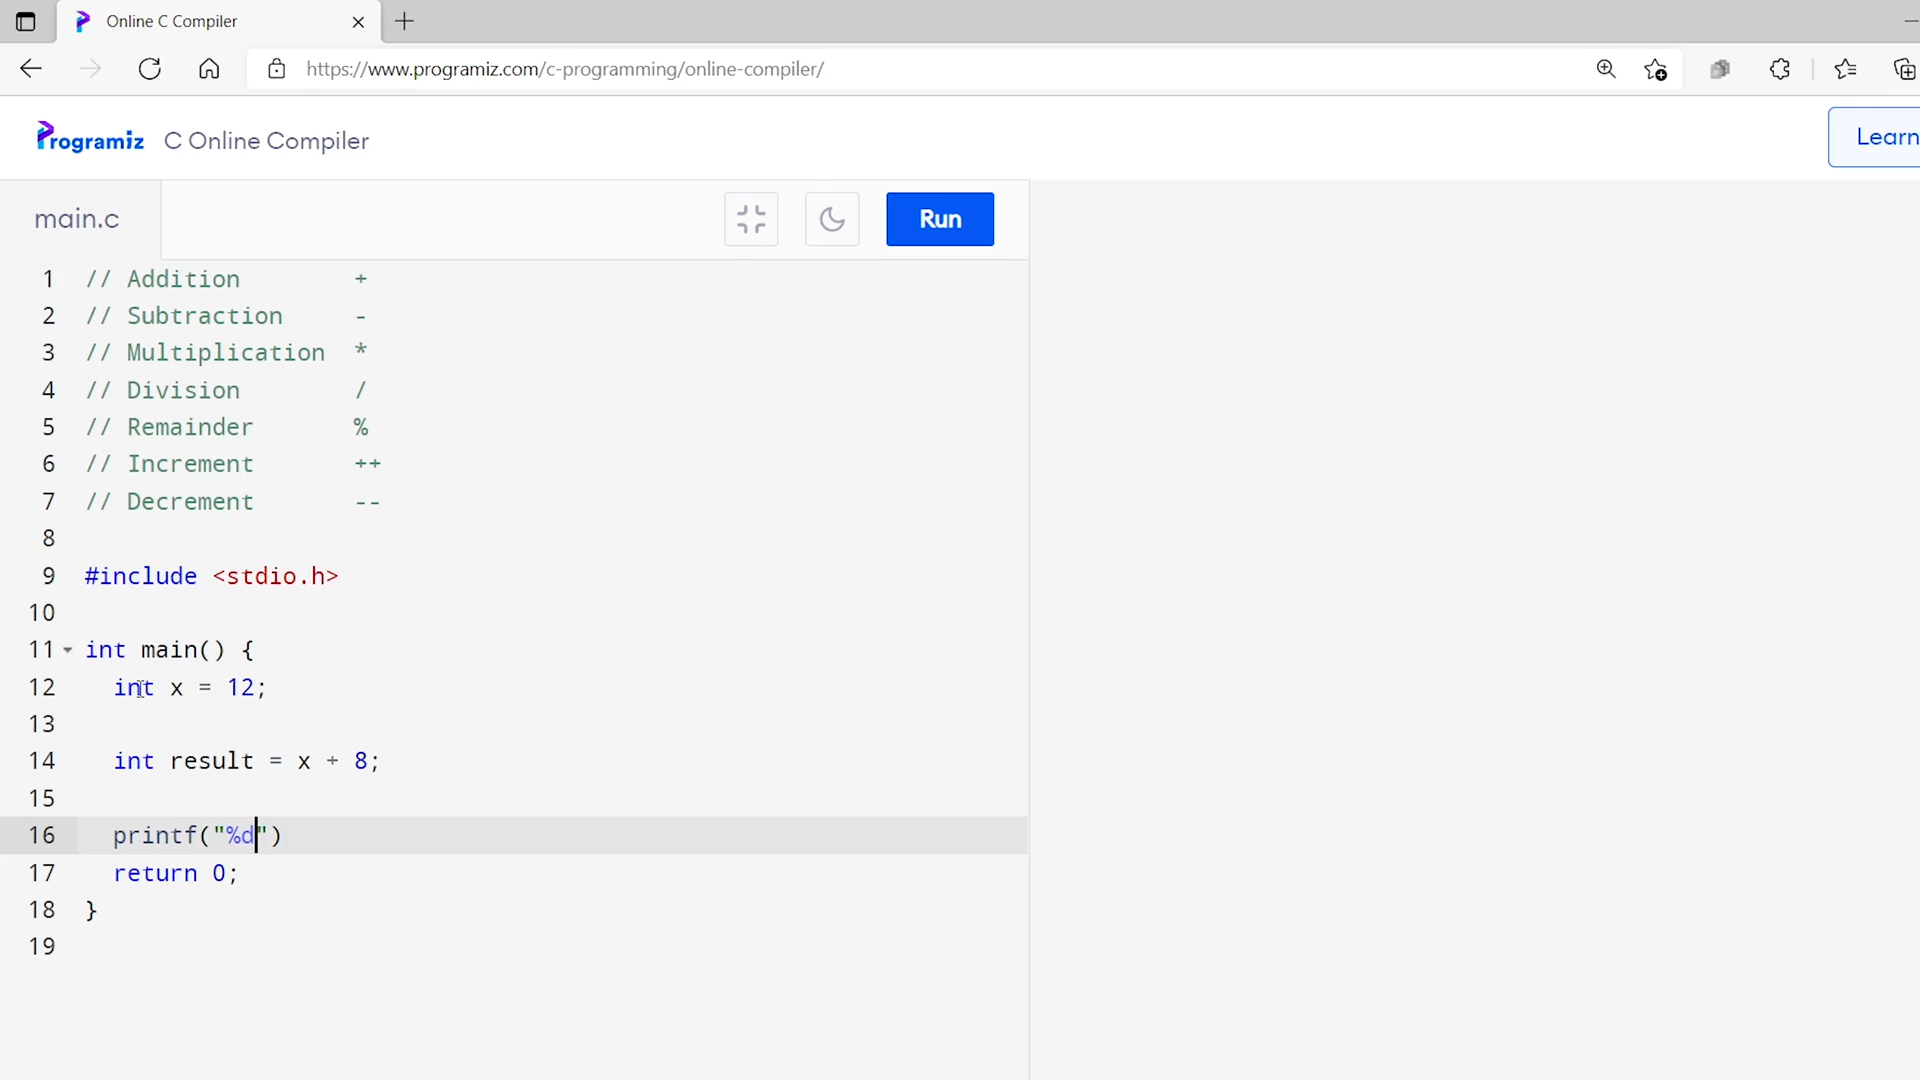 Online C Compiler
https://www.programiz.com/c-programming/online-compiler/
Programiz C Online Compiler
Learn
main.c
Run
1 // Addition +
2 // Subtraction -
3 // Multiplication *
4 // Division /
5 // Remainder %
6 // Increment ++
7 // Decrement --
8
9 #include <stdio.h>
10
11 int main() {
12 int x = 12;
13
14 int result = x + 8;
15
16 printf("%d")
17 return 0;
18 }
19